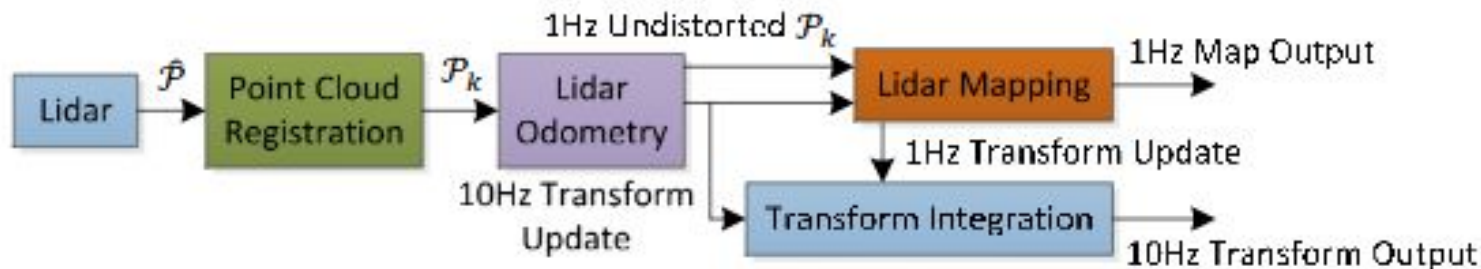 1Hz Undistorted 𝒫ₖ
Lidar
𝒫̂
Point Cloud
Registration
𝒫ₖ
Lidar
Odometry
10Hz Transform
Update
Lidar Mapping
1Hz Map Output
1Hz Transform Update
Transform Integration
10Hz Transform Output